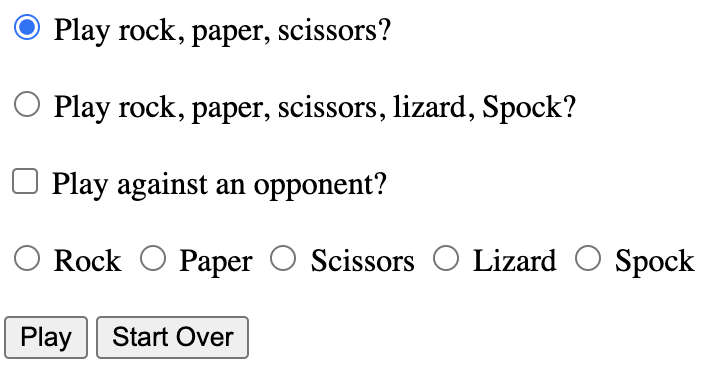 Play rock, paper, scissors?
Play rock, paper, scissors, lizard, Spock?
Play against an opponent?
Rock Paper Scissors Lizard Spock
Play Start Over